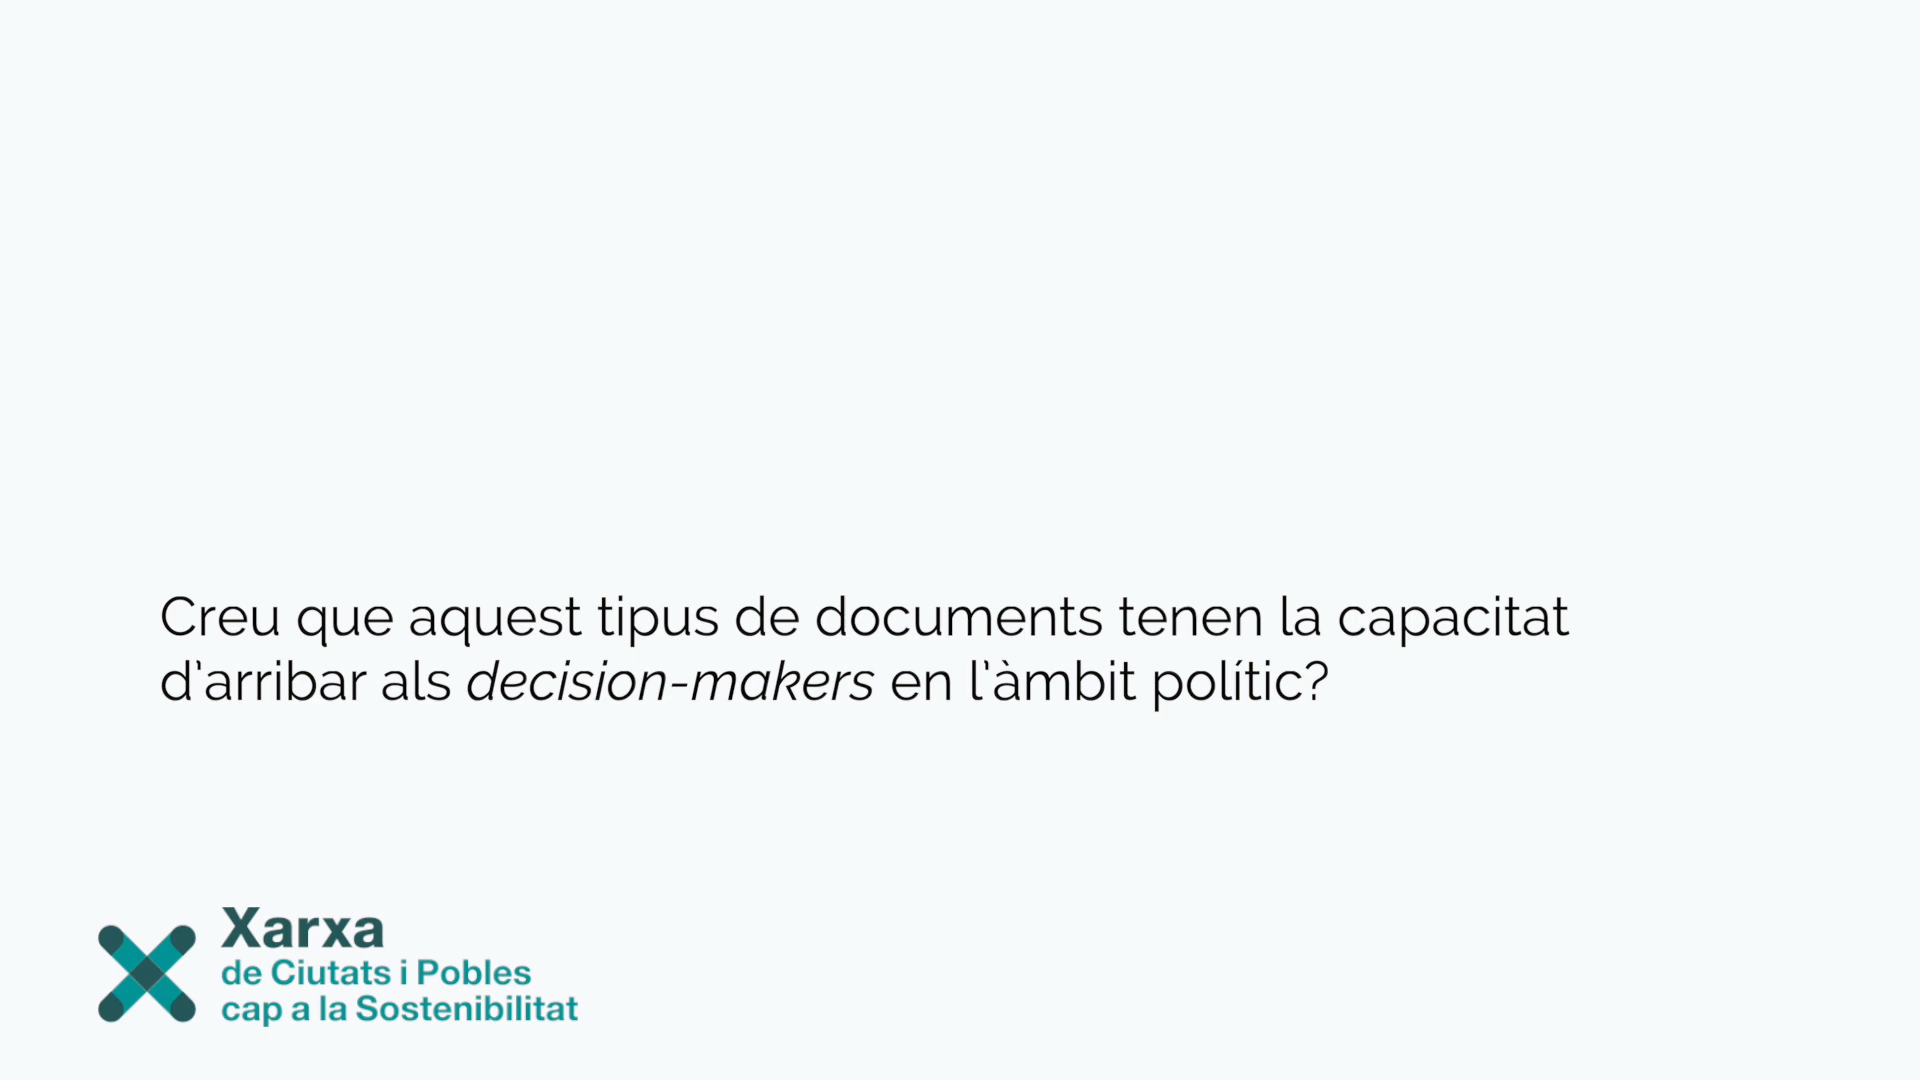 Creu que aquest tipus de documents tenen la capacitat
d’arribar als decision-makers en l’àmbit polític?
Xarxa
de Ciutats i Pobles
cap a la Sostenibilitat